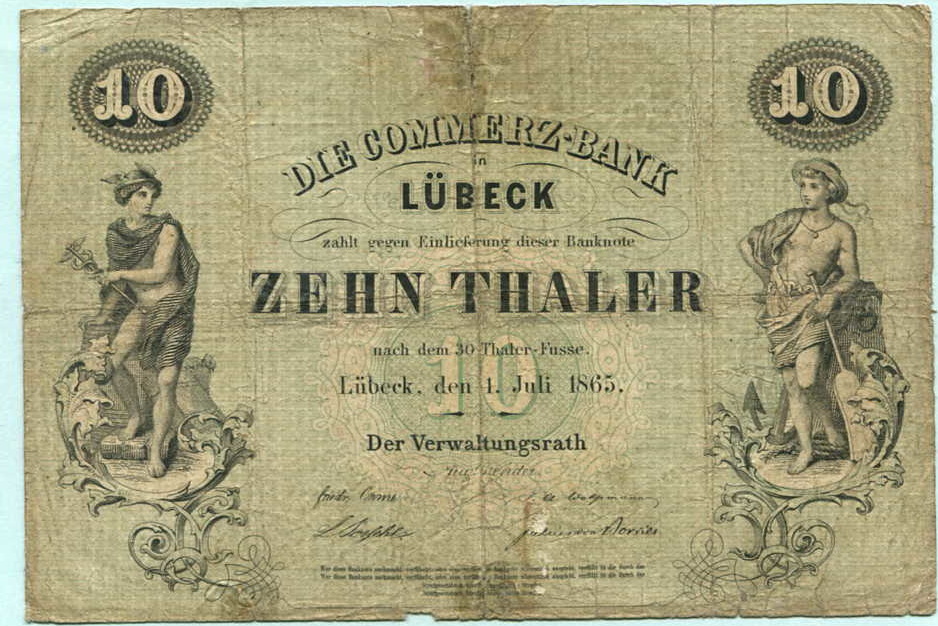 10 10
DIE COMMERZ-BANK
in
LÜBECK
zahlt gegen Einlieferung dieser Banknote
ZEHN THALER
nach dem 30 Thaler-Fusse.
10
Lübeck, den 1. Juli 1865.
Der Verwaltungsrath